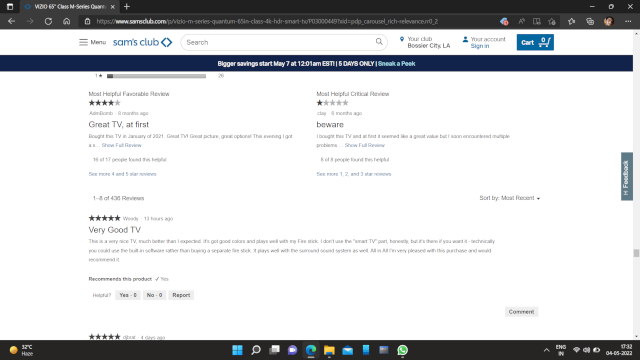 VIZIO 65" Class M-Series Quantum
https://www.samsclub.com/p/vizio-m-series-quantum-65in-class-4k-hdr-smart-tv/P03000449?sid=pdp_carousel_rich-relevance.rr0_2
Menu
sam's club
Search
Your club
Bossier City, LA
Your account
Sign in
Cart
0
Bigger savings start May 7 at 12:01am EST! | 5 DAYS ONLY | Sneak a Peek
1★ 26
Most Helpful Favorable Review
AdmBomb · 9 months ago
Great TV, at first
Bought this TV in January of 2021. Great TV! Great picture, great options! This evening I got
a s... Show Full Review
16 of 17 people found this helpful
See more 4 and 5 star reviews
Most Helpful Critical Review
clay · 6 months ago
beware
I bought this TV and at first it seemed like a great value but I soon encountered multiple
problems ... Show Full Review
8 of 8 people found this helpful
See more 1, 2, and 3 star reviews
Feedback
1–8 of 436 Reviews
Sort by: Most Recent
Woods · 13 hours ago
Very Good TV
This is a very nice TV, much better than I expected. It's got good colors and plays well with my Fire stick. I don't use the "smart TV" part, honestly, but it's there if you want it - technically
you could use the built-in software rather than buying a separate fire stick. It plays well with the surround sound system as well. All in All I'm very pleased with this purchase and would
recommend it.
Recommends this product ✓ Yes
Helpful? Yes · 0 No · 0 Report
Comment
4 days ago
32°C
Haze
ENG
IN
17:32
04-05-2022